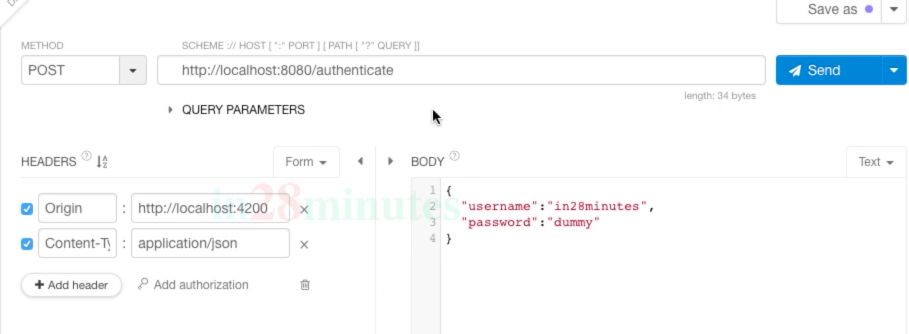 Save as
METHOD
SCHEME :// HOST [ ":" PORT ] [ PATH [ "?" QUERY ]]
POST
http://localhost:8080/authenticate
Send
length: 34 bytes
QUERY PARAMETERS
HEADERS
Form
BODY
Text
in28minutes
Origin : http://localhost:4200
Content-Ty : application/json
Add header
Add authorization
1 {
2 "username":"in28minutes",
3 "password":"dummy"
4 }